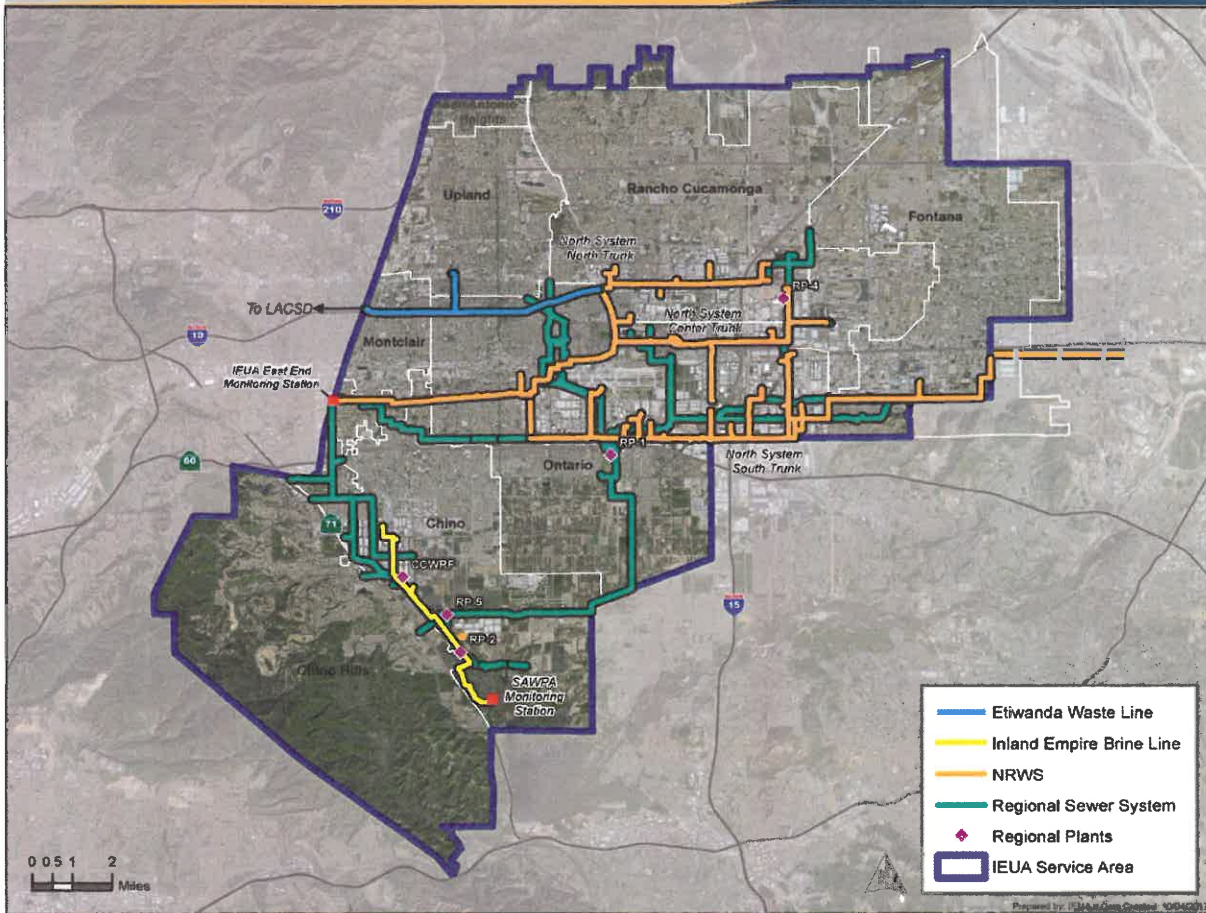 San Antonio
Heights
Upland
Rancho Cucamonga
Fontana
210
North System
North Trunk
RP-4
To LACSD
North System
Center Trunk
10
Montclair
IEUA East End
Monitoring Station
RP-1
60
Ontario
North System
South Trunk
71
Chino
CCWRF
RP-5
15
RP-2
Chino Hills
SAWPA
Monitoring
Station
Etiwanda Waste Line
Inland Empire Brine Line
NRWS
Regional Sewer System
Regional Plants
IEUA Service Area
0 0.5 1 2
Miles
Prepared by: